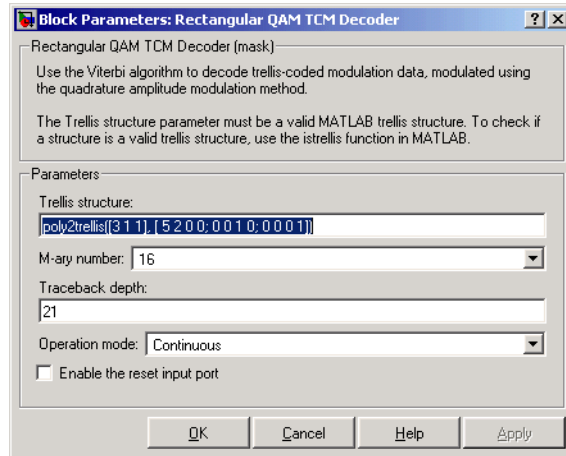 Block Parameters: Rectangular QAM TCM Decoder
Rectangular QAM TCM Decoder (mask)
Use the Viterbi algorithm to decode trellis-coded modulation data, modulated using
the quadrature amplitude modulation method.
The Trellis structure parameter must be a valid MATLAB trellis structure. To check if
a structure is a valid trellis structure, use the istrellis function in MATLAB.
Parameters
Trellis structure:
poly2trellis([3 1 1], [ 5 2 0 0; 0 0 1 0; 0 0 0 1])
M-ary number: 16
Traceback depth:
21
Operation mode: Continuous
Enable the reset input port
OK Cancel Help Apply